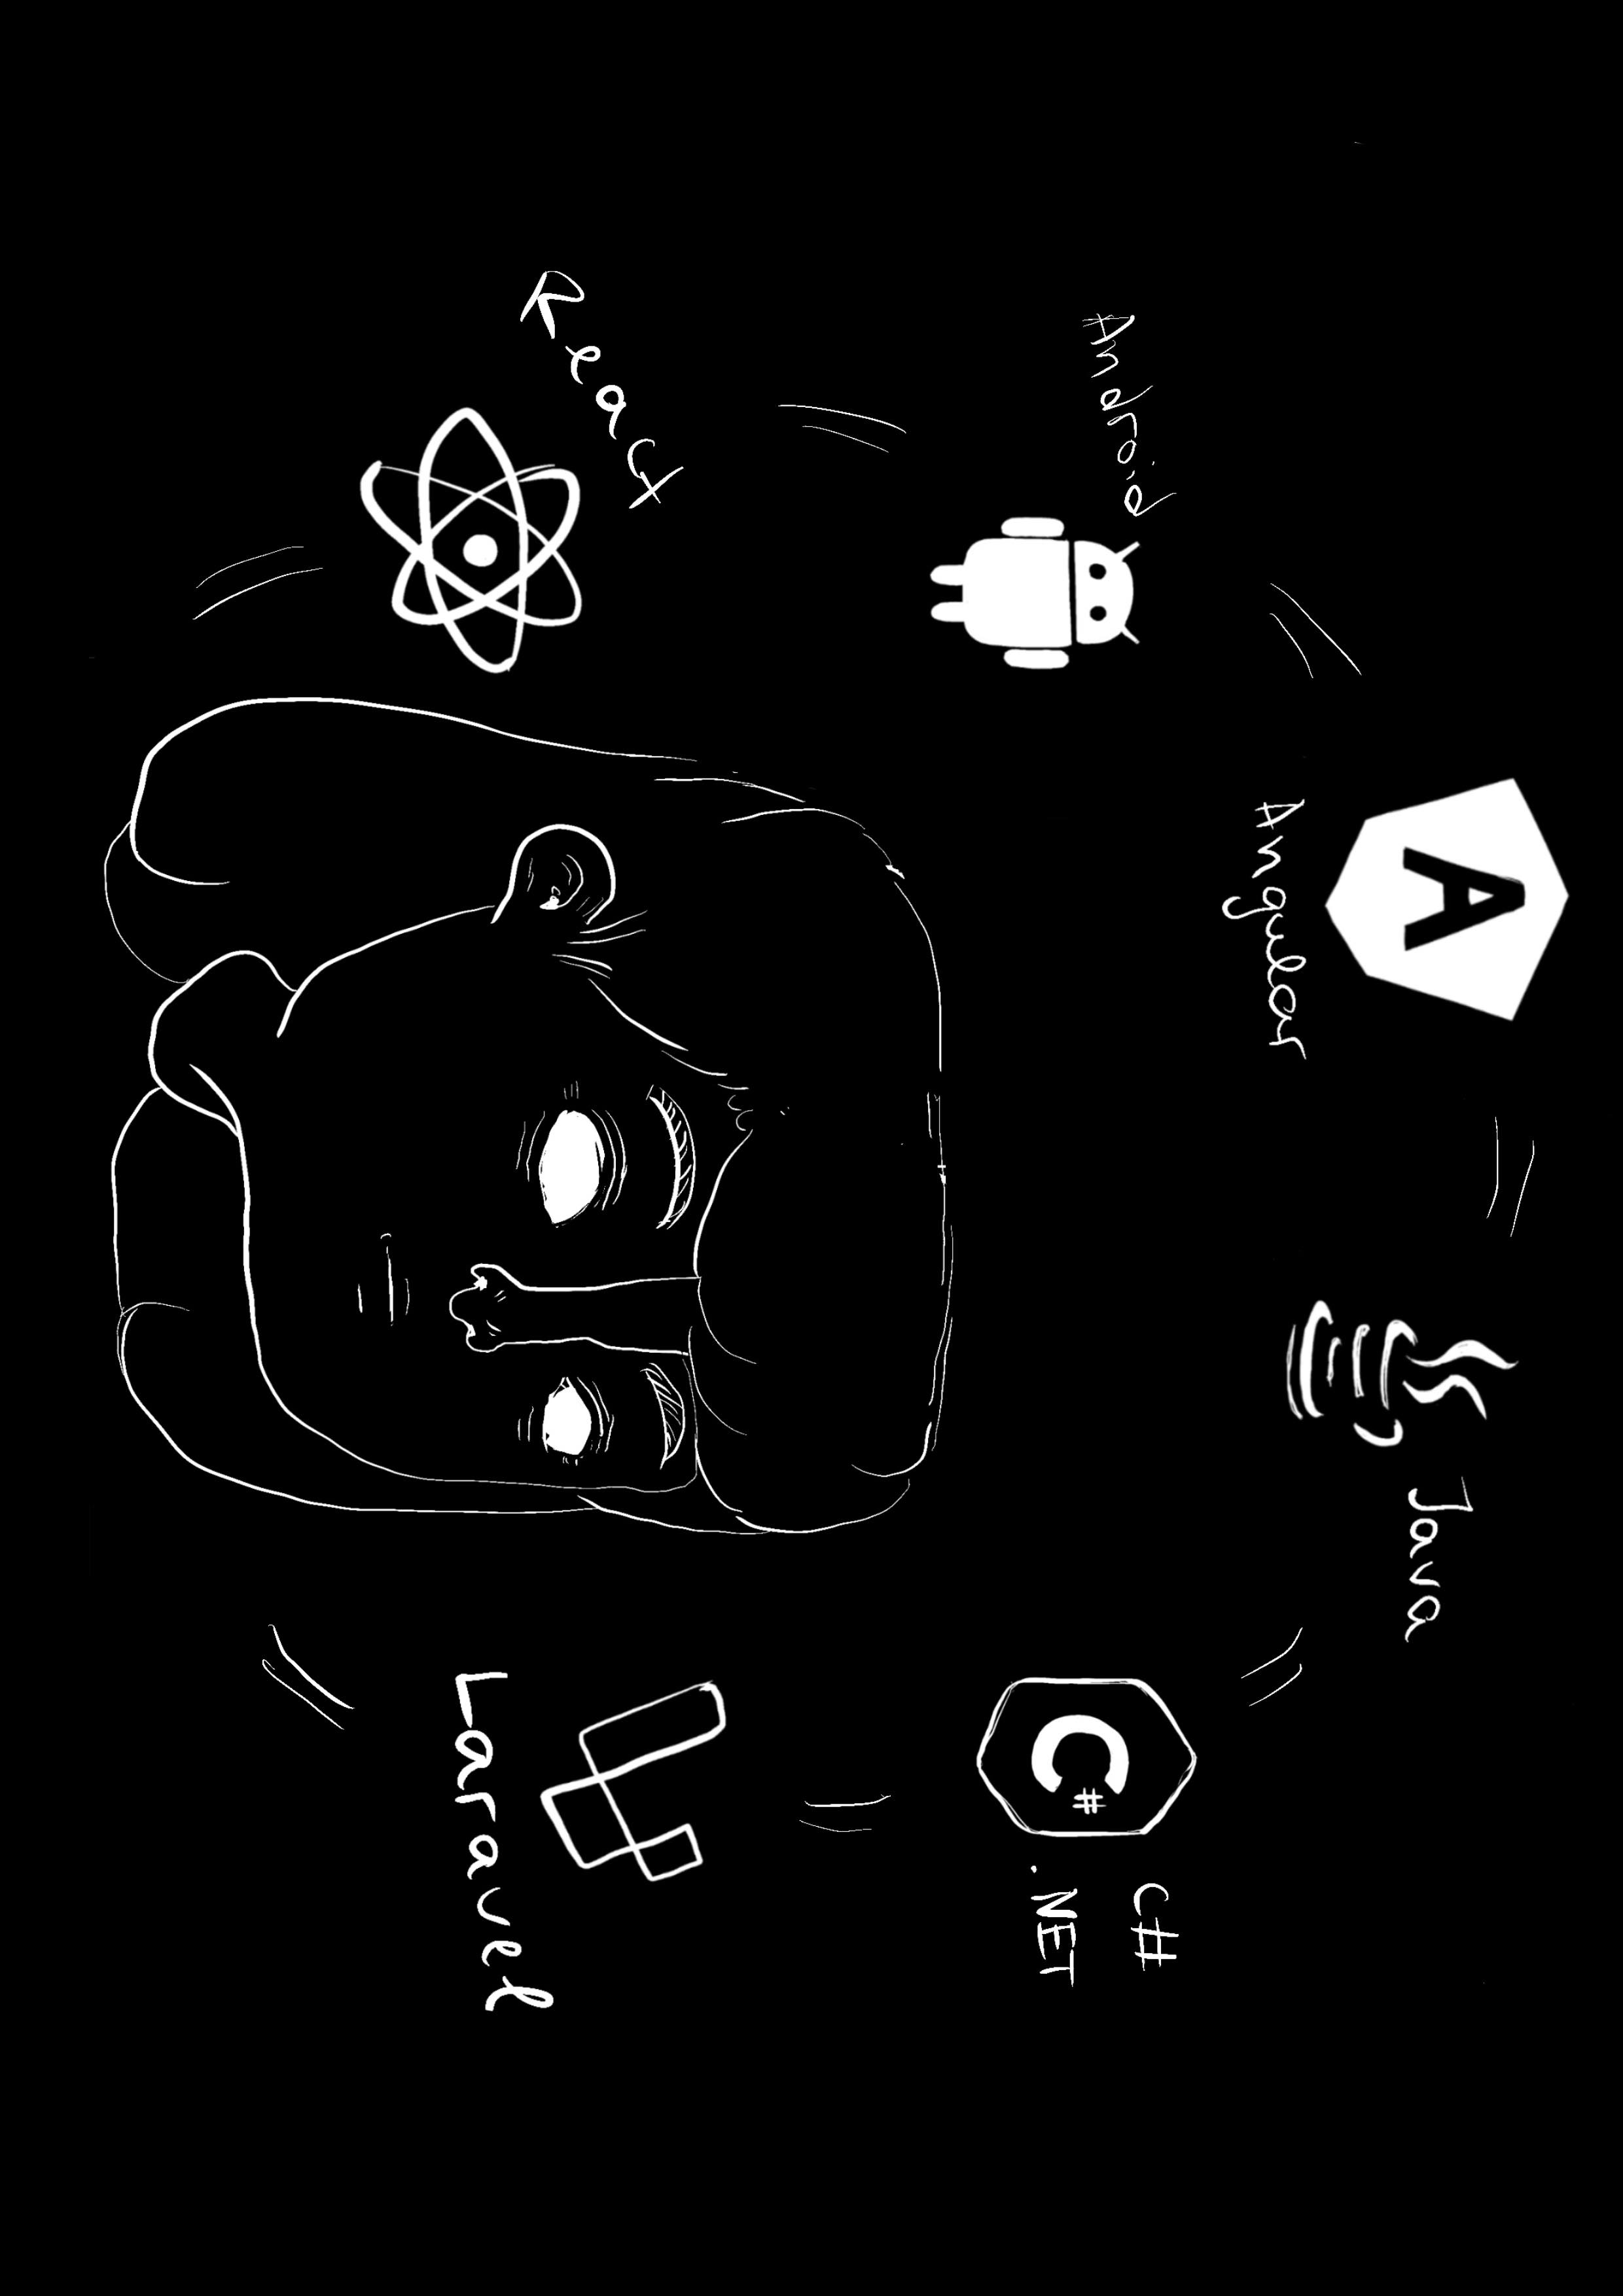 React
Android
A
Angular
Java
C#
C#
.NET
Laravel